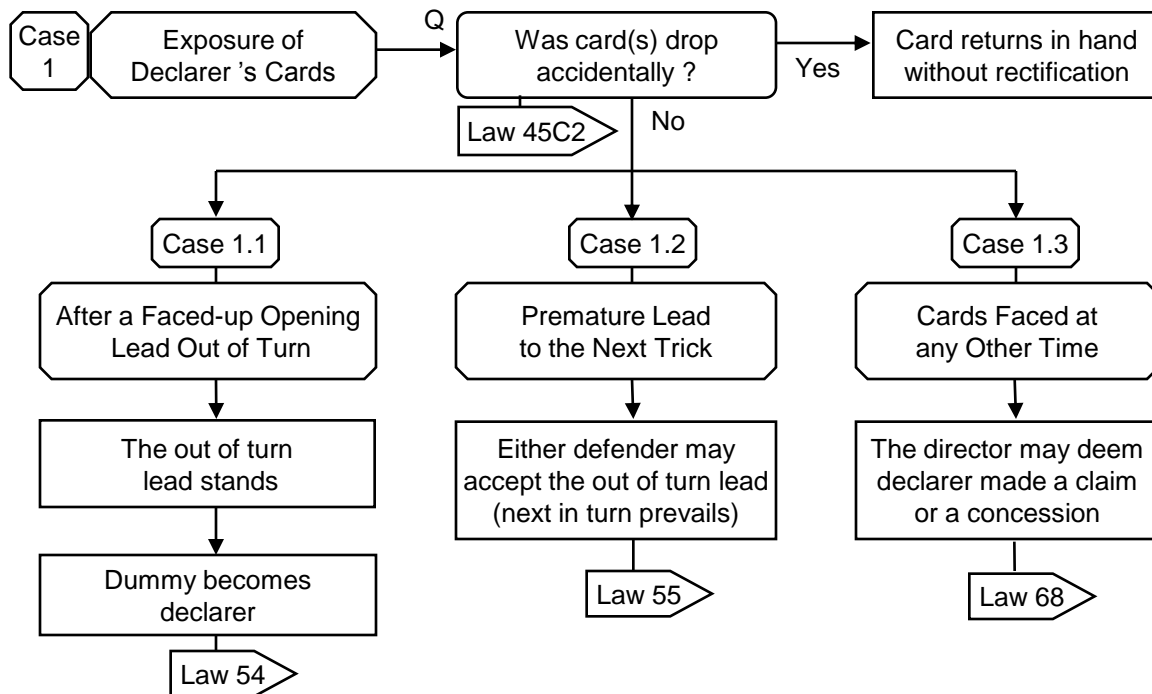 Case
1
Exposure of
Declarer 's Cards
Q
Was card(s) drop
accidentally ?
Yes
Card returns in hand
without rectification
Law 45C2
No
Case 1.1
Case 1.2
Case 1.3
After a Faced-up Opening
Lead Out of Turn
Premature Lead
to the Next Trick
Cards Faced at
any Other Time
The out of turn
lead stands
Either defender may
accept the out of turn lead
(next in turn prevails)
The director may deem
declarer made a claim
or a concession
Dummy becomes
declarer
Law 55
Law 68
Law 54